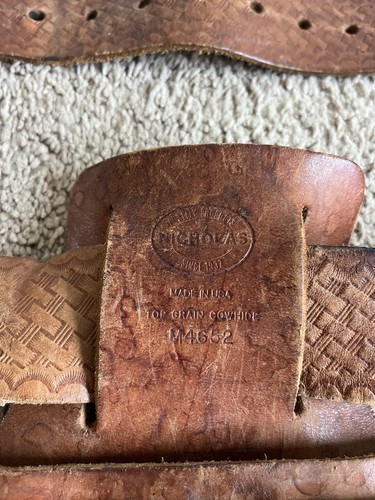 NICHOLAS
SINCE 1937
MADE IN USA
TOP GRAIN COWHIDE
M4652